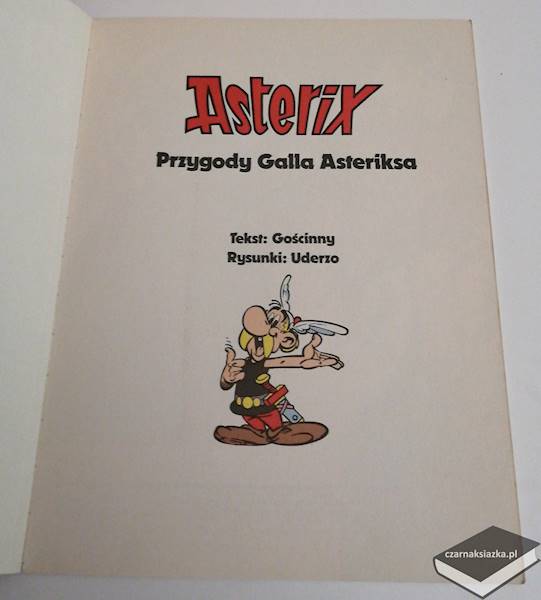 Asterix
Przygody Galla Asteriksa
Tekst: Gościnny
Rysunki: Uderzo
czarnaksiazka.pl